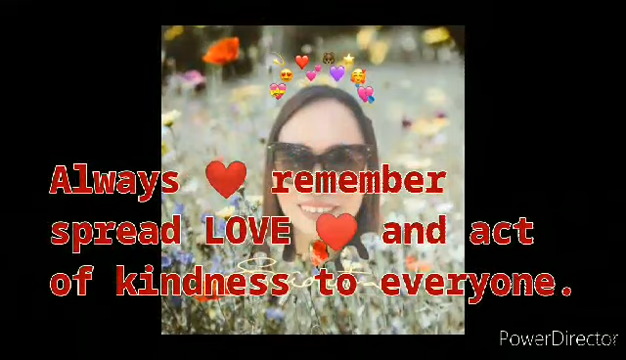 Always ❤️ remember
spread LOVE ❤️ and act
of kindness to everyone.
PowerDirector